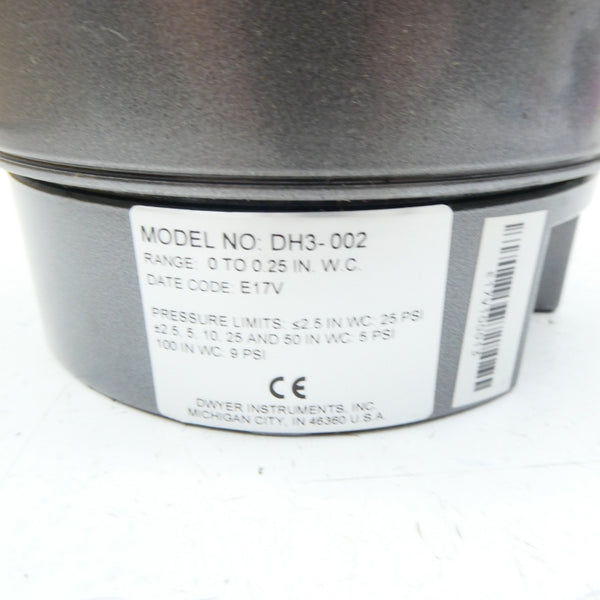 MODEL NO: DH3-002
RANGE: 0 TO 0.25 IN. W.C.
DATE CODE: E17V
PRESSURE LIMITS: ≤2.5 IN WC: 25 PSI
±2.5, 5, 10, 25 AND 50 IN WC: 5 PSI
100 IN WC: 9 PSI
CE
DWYER INSTRUMENTS, INC.
MICHIGAN CITY, IN 46360 U.S.A.